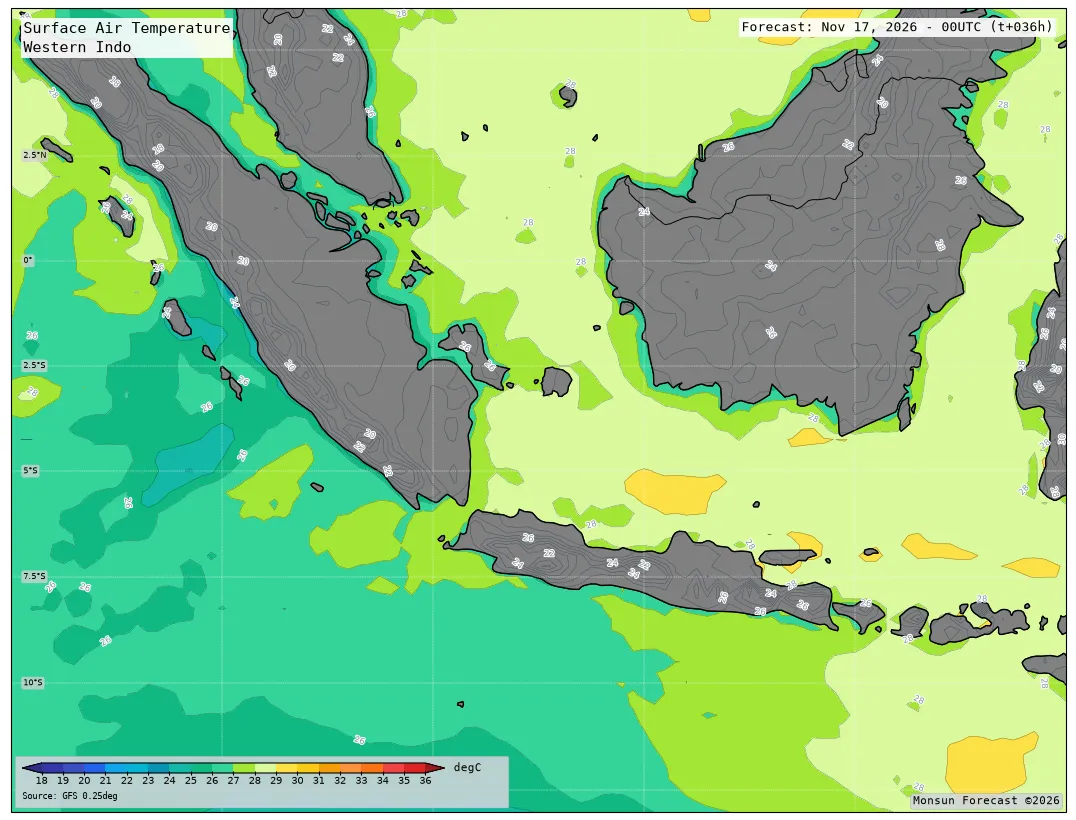 Surface Air Temperature
Western Indo
Forecast: Nov 17, 2026 - 00UTC (t+036h)
2.5°N
0°
2.5°S
5°S
7.5°S
10°S
18 19 20 21 22 23 24 25 26 27 28 29 30 31 32 33 34 35 36 degC
Source: GFS 0.25deg
Monsun Forecast ©2026